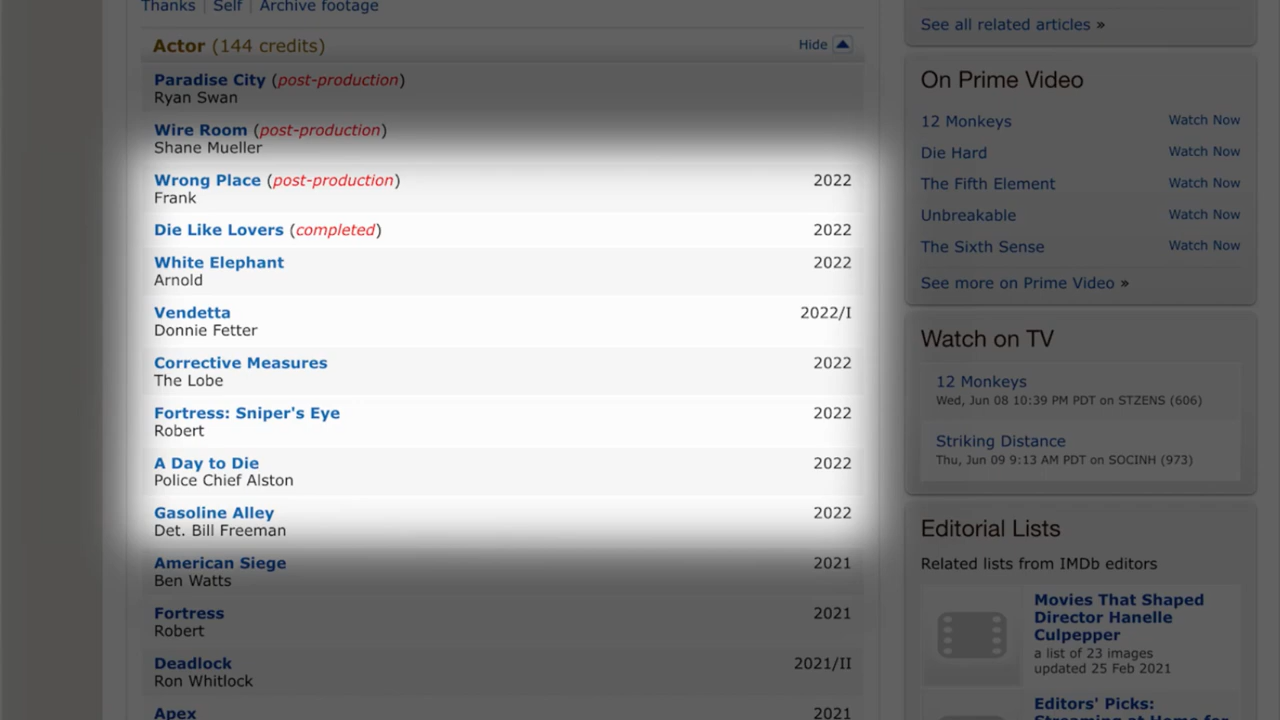 Thanks | Self | Archive footage
Actor (144 credits)
Hide
Paradise City (post-production)
Ryan Swan
Wire Room (post-production)
Shane Mueller
Wrong Place (post-production)
2022
Frank
Die Like Lovers (completed)
2022
White Elephant
2022
Arnold
Vendetta
2022/I
Donnie Fetter
Corrective Measures
2022
The Lobe
Fortress: Sniper's Eye
2022
Robert
A Day to Die
2022
Police Chief Alston
Gasoline Alley
2022
Det. Bill Freeman
American Siege
2021
Ben Watts
Fortress
2021
Robert
Deadlock
2021/II
Ron Whitlock
Apex
2021
See all related articles »
On Prime Video
12 Monkeys
Watch Now
Die Hard
Watch Now
The Fifth Element
Watch Now
Unbreakable
Watch Now
The Sixth Sense
Watch Now
See more on Prime Video »
Watch on TV
12 Monkeys
Wed, Jun 08 10:39 PM PDT on STZENS (606)
Striking Distance
Thu, Jun 09 9:13 AM PDT on SOCINH (973)
Editorial Lists
Related lists from IMDb editors
Movies That Shaped
Director Hanelle
Culpepper
a list of 23 images
updated 25 Feb 2021
Editors' Picks:
Streaming at Home for